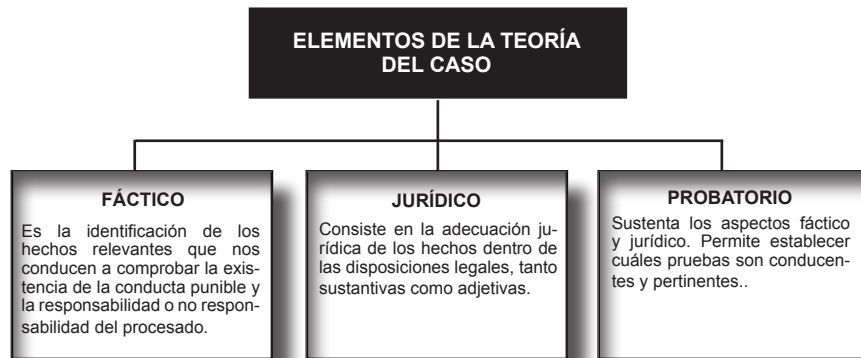 ELEMENTOS DE LA TEORÍA
DEL CASO
FÁCTICO
Es la identificación de los
hechos relevantes que nos
conducen a comprobar la exis-
tencia de la conducta punible y
la responsabilidad o no respon-
sabilidad del procesado.
JURÍDICO
Consiste en la adecuación ju-
rídica de los hechos dentro de
las disposiciones legales, tanto
sustantivas como adjetivas.
PROBATORIO
Sustenta los aspectos fáctico
y jurídico. Permite establecer
cuáles pruebas son conducen-
tes y pertinentes..